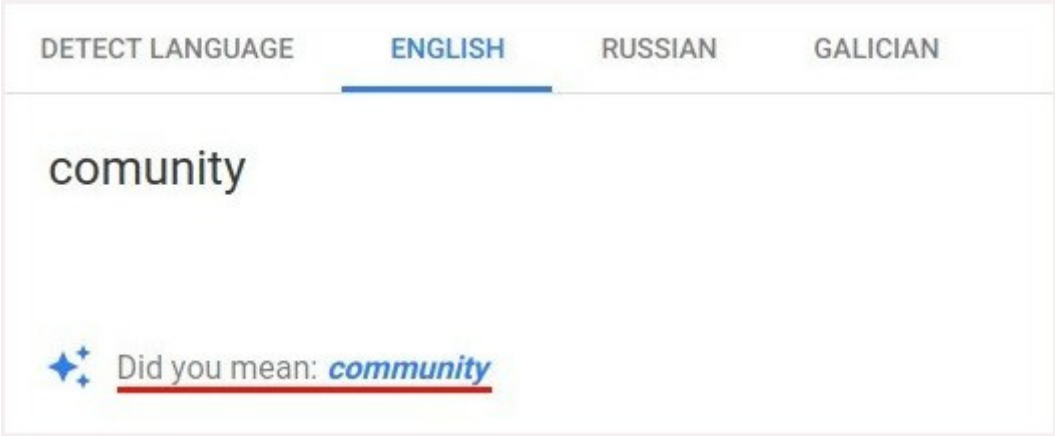 DETECT LANGUAGE ENGLISH RUSSIAN GALICIAN
comunity
Did you mean: community